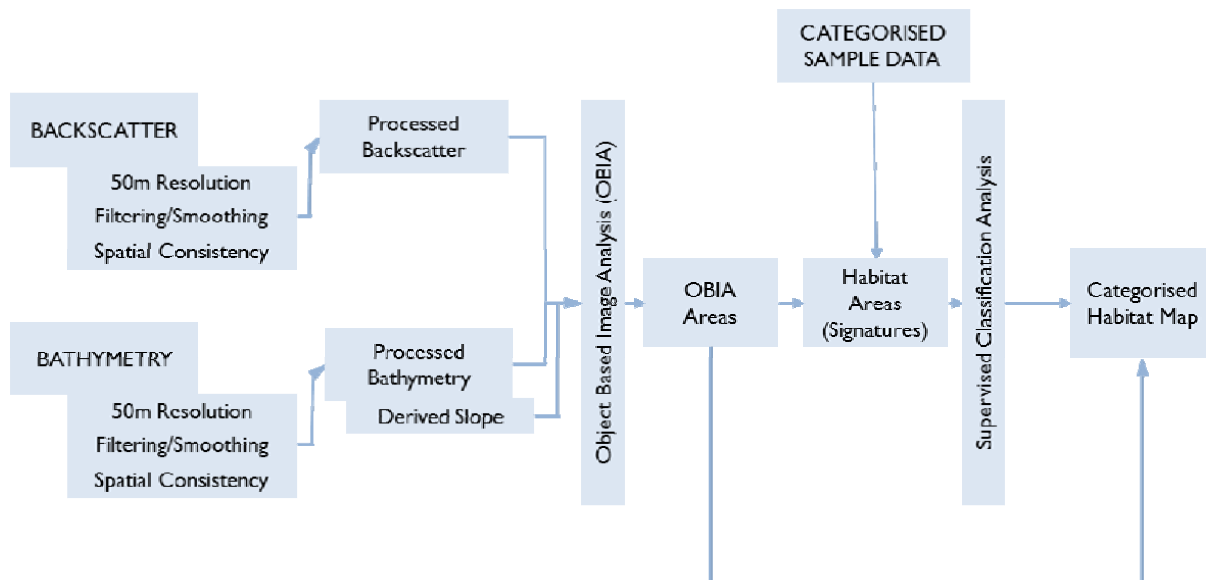 CATEGORISED
SAMPLE DATA
BACKSCATTER
50m Resolution
Filtering/Smoothing
Spatial Consistency
Processed
Backscatter
BATHYMETRY
50m Resolution
Filtering/Smoothing
Spatial Consistency
Processed
Bathymetry
Derived Slope
Object Based Image Analysis (OBIA)
OBIA
Areas
Habitat
Areas
(Signatures)
Supervised Classification Analysis
Categorised
Habitat Map